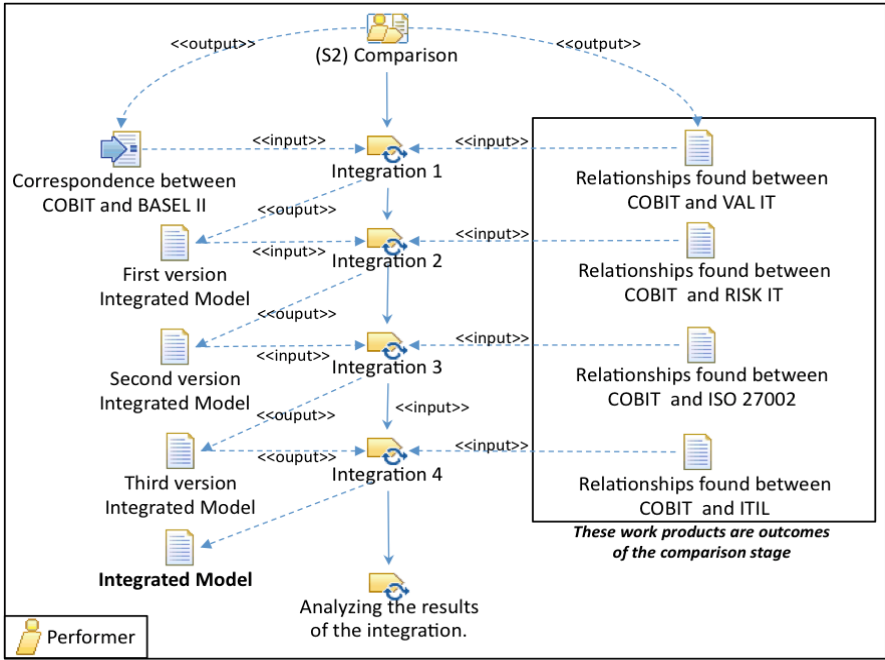 <<output>>
<<output>>
(S2) Comparison
<<input>>
<<input>>
Integration 1
Correspondence between
COBIT and BASEL II
Relationships found between
COBIT and VAL IT
<<ouput>>
<<input>>
<<input>>
Integration 2
First version
Integrated Model
Relationships found between
COBIT and RISK IT
<<ouput>>
<<input>>
<<input>>
Integration 3
Second version
Integrated Model
Relationships found between
COBIT and ISO 27002
<<input>>
<<ouput>>
<<ouput>>
<<input>>
Integration 4
Third version
Integrated Model
Relationships found between
COBIT and ITIL
These work products are outcomes
of the comparison stage
Integrated Model
Analyzing the results
of the integration.
Performer